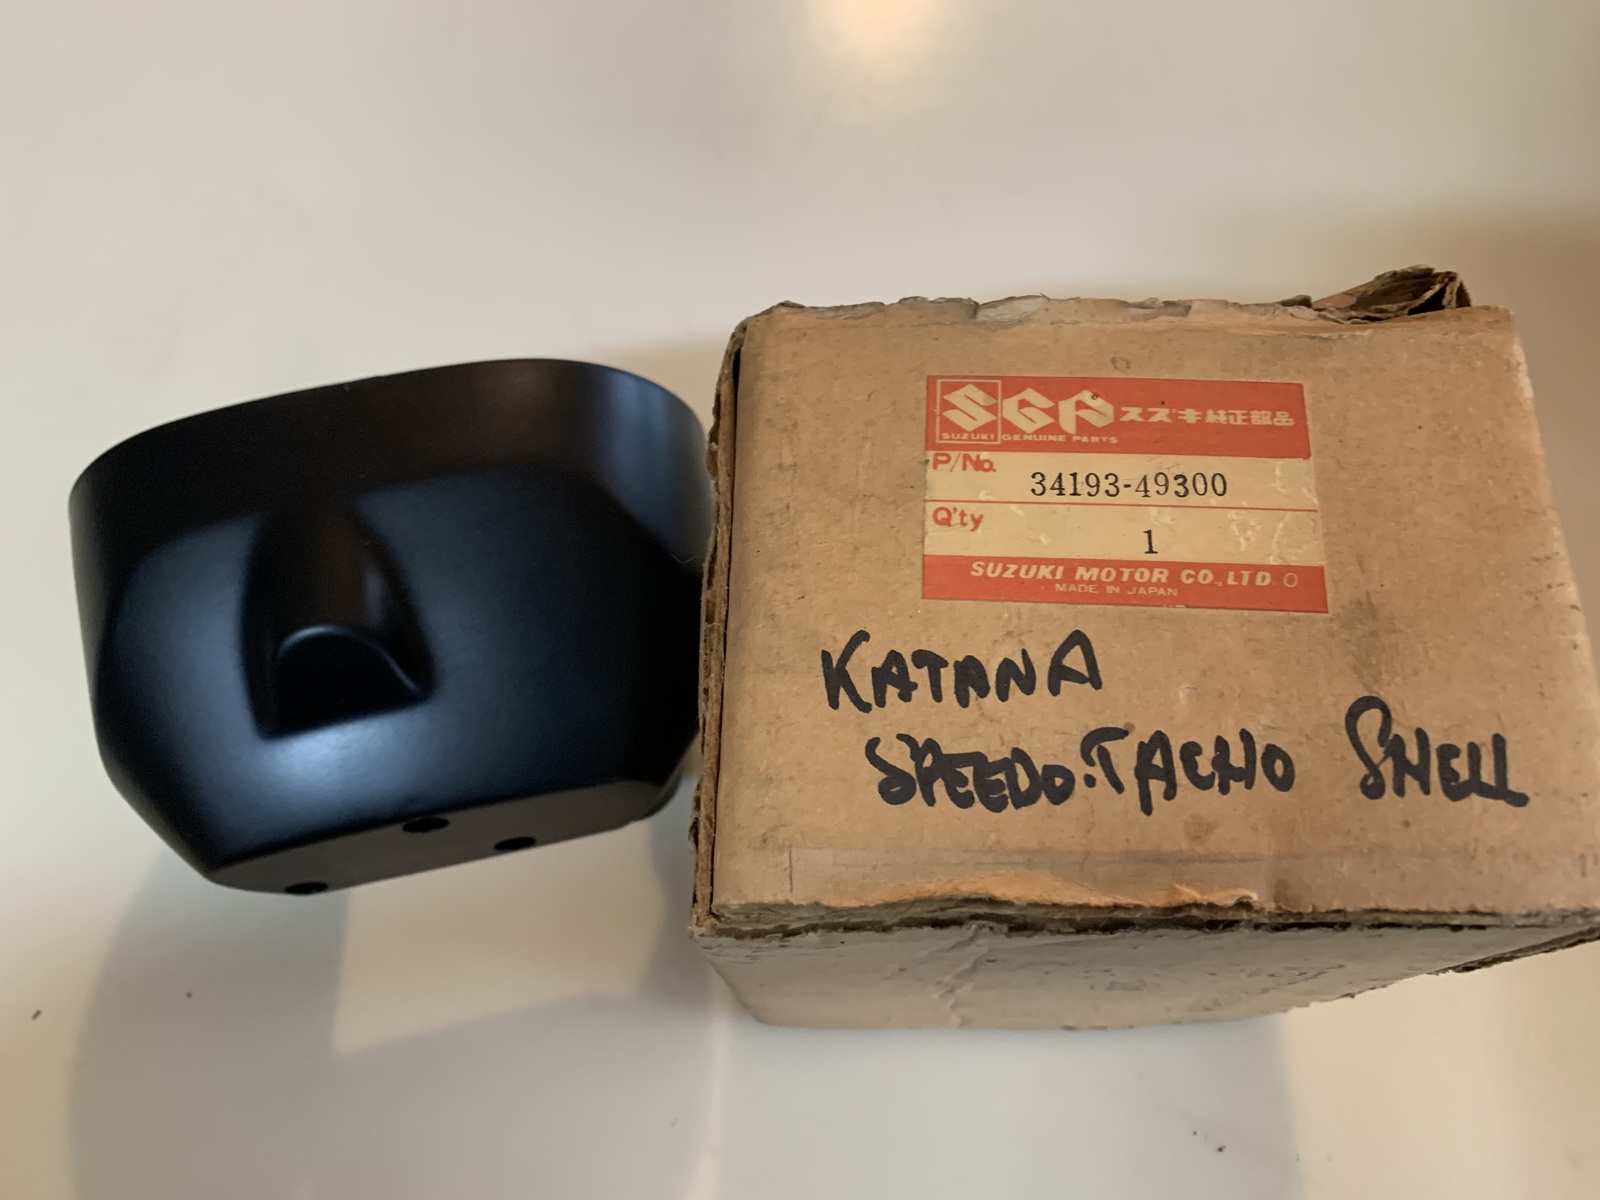 SGP スズキ純正部品
SUZUKI GENUINE PARTS
P/No.
34193-49300
Q'ty
1
SUZUKI MOTOR CO.,LTD. O
MADE IN JAPAN
KATANA
SPEEDO:TACHO SHELL